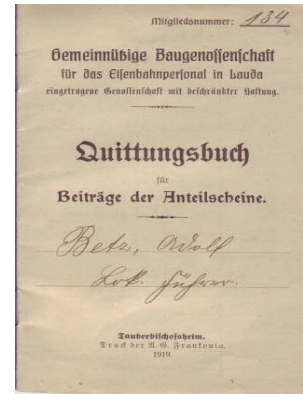 Mitgliedsnummer: 134
Gemeinnützige Baugenossenschaft
für das Eisenbahnpersonal in Lauda
eingetragene Genossenschaft mit beschränkter Haftung.
Quittungsbuch
für
Beiträge der Anteilscheine.
Betz, Adolf
Lok. Führer.
Tauberbischofsheim.
Druck der A.-G. Frankonia.
1919.